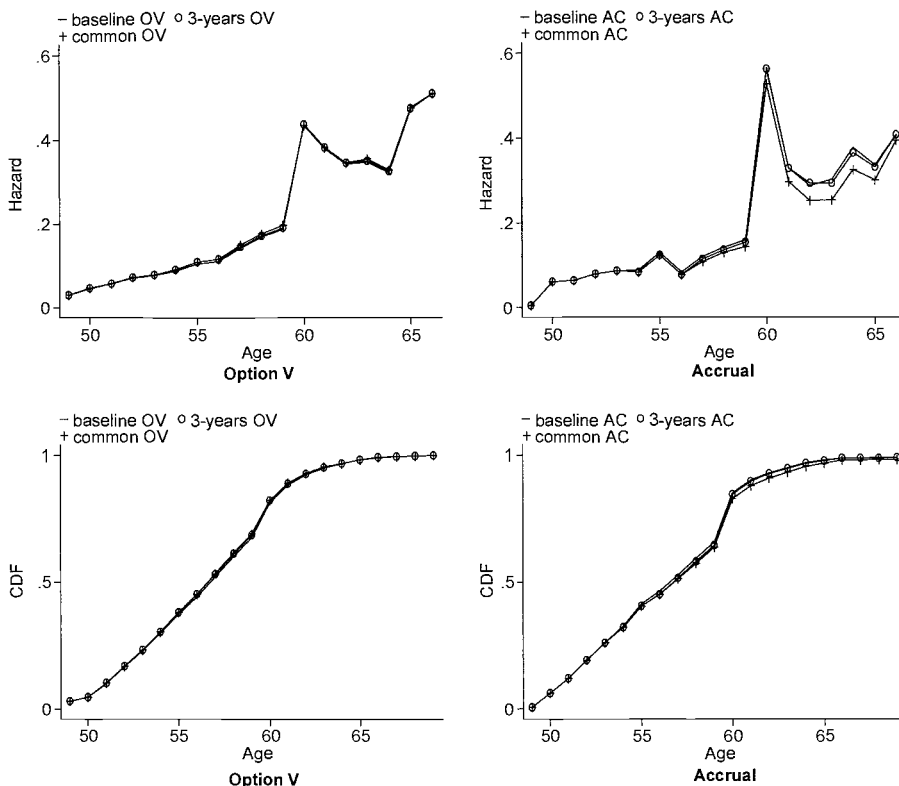 − baseline OV o 3-years OV
+ common OV
.6
.4
.2
0
Hazard
50 55 60 65
Age
Option V
− baseline AC o 3-years AC
+ common AC
.6
.4
.2
0
Hazard
50 55 60 65
Age
Accrual
− baseline OV o 3-years OV
+ common OV
1
.5
0
CDF
50 55 60 65
Age
Option V
− baseline AC o 3-years AC
+ common AC
1
.5
0
CDF
50 55 60 65
Age
Accrual